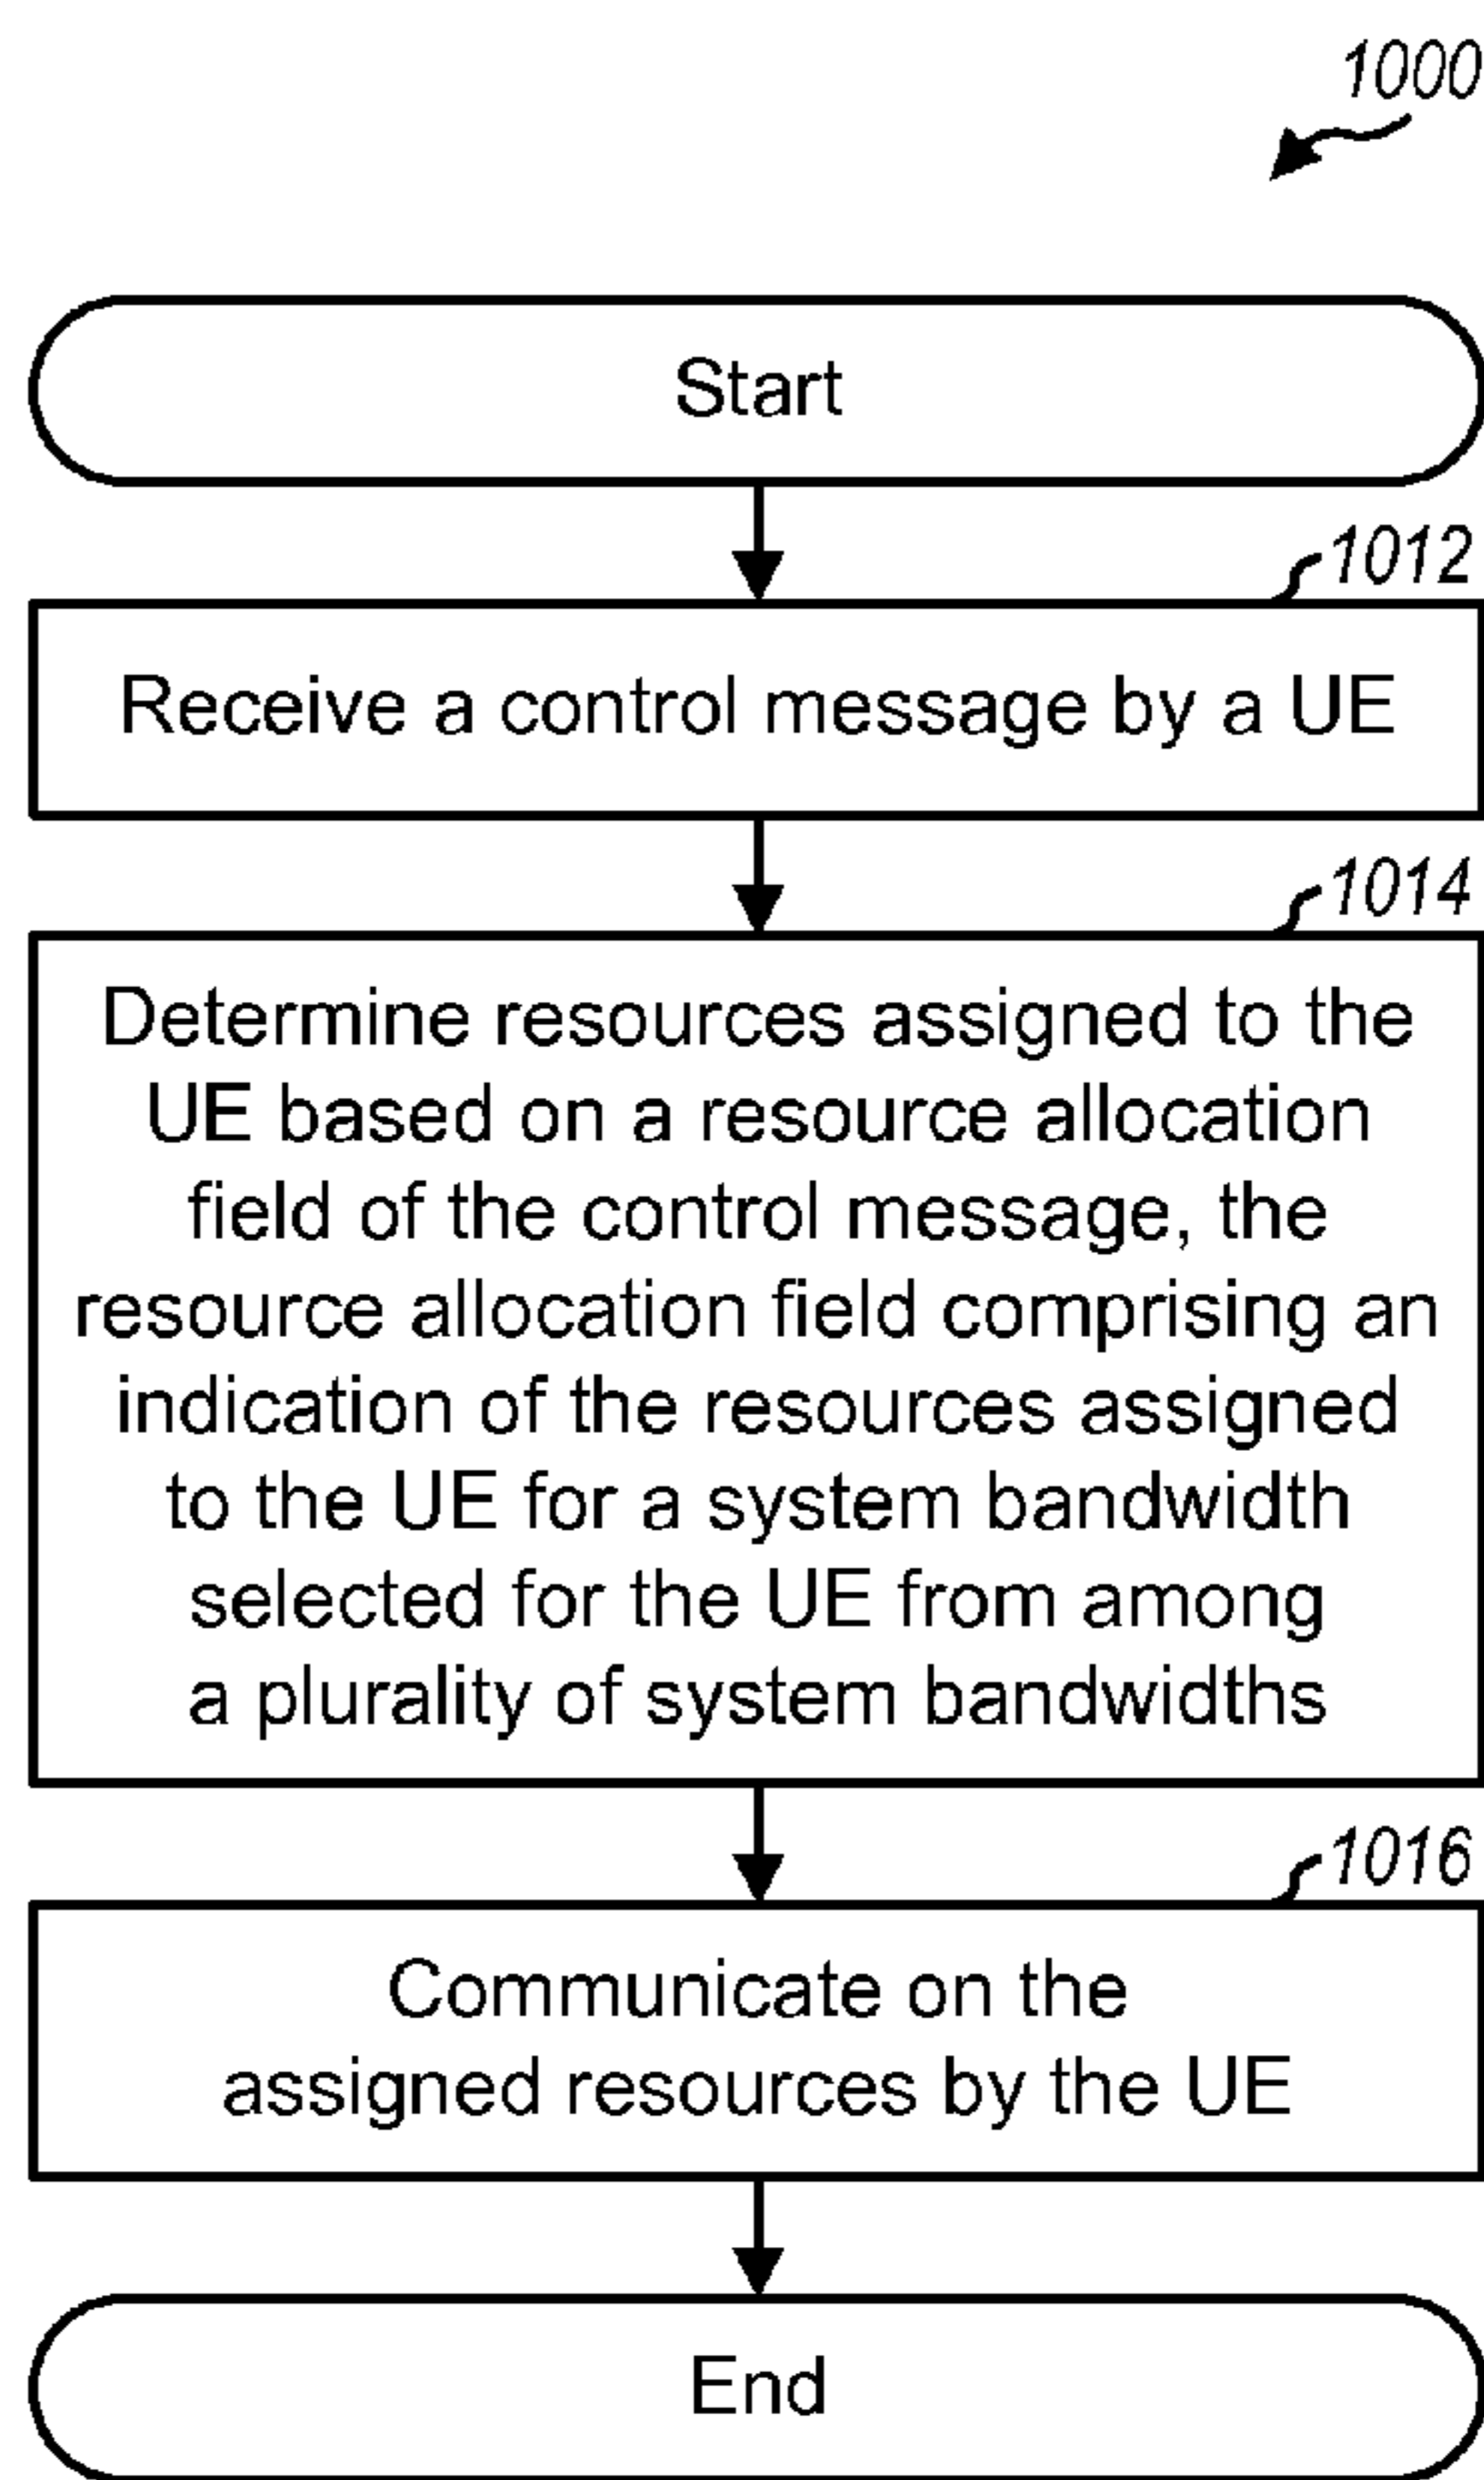 1000
Start
1012
Receive a control message by a UE
1014
Determine resources assigned to the
UE based on a resource allocation
field of the control message, the
resource allocation field comprising an
indication of the resources assigned
to the UE for a system bandwidth
selected for the UE from among
a plurality of system bandwidths
1016
Communicate on the
assigned resources by the UE
End